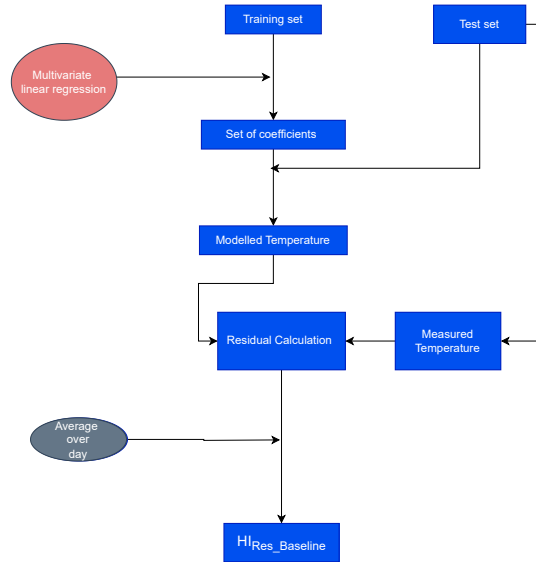 Training set
Test set
Multivariate
linear regression
Set of coefficients
Modelled Temperature
Residual Calculation
Measured
Temperature
Average
over
day
HI_Res_Baseline